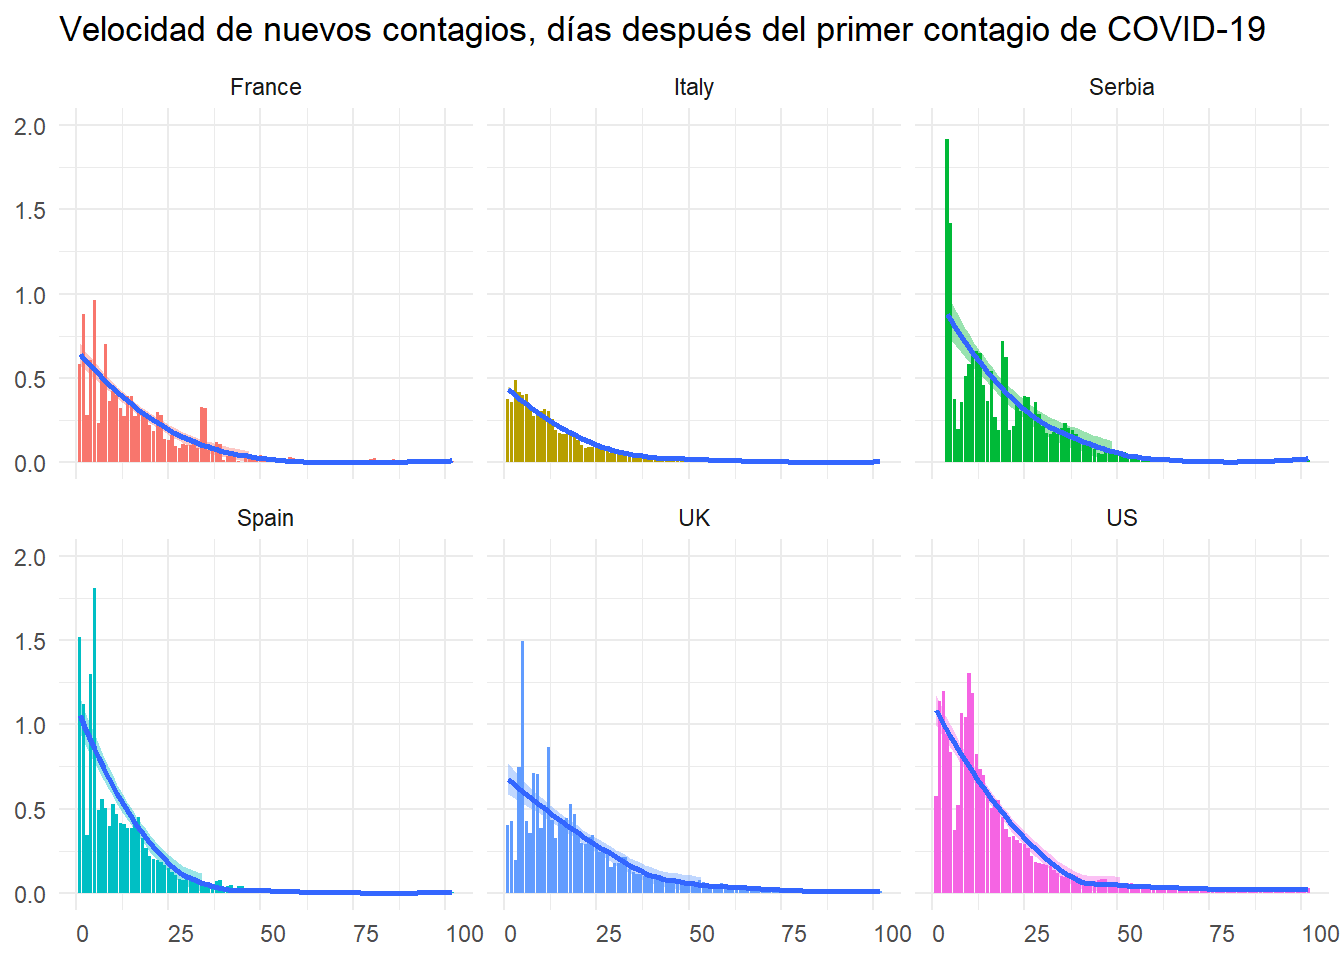 Velocidad de nuevos contagios, días después del primer contagio de COVID-19
France Italy Serbia
2.0
1.5
1.0
0.5
0.0
Spain UK US
2.0
1.5
1.0
0.5
0.0
0 25 50 75 100 0 25 50 75 100 0 25 50 75 100